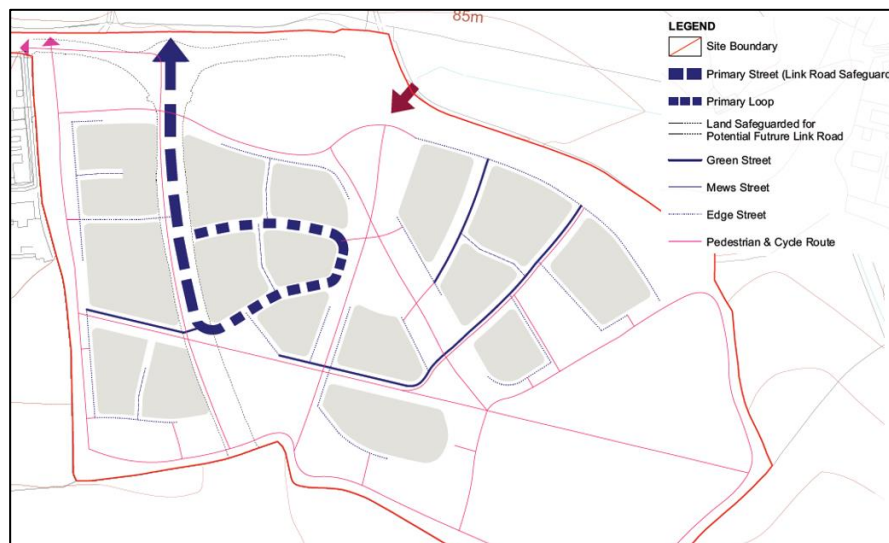 85m
LEGEND
Site Boundary
Primary Street (Link Road Safeguard
Primary Loop
Land Safeguarded for
Potential Futrure Link Road
Green Street
Mews Street
Edge Street
Pedestrian & Cycle Route